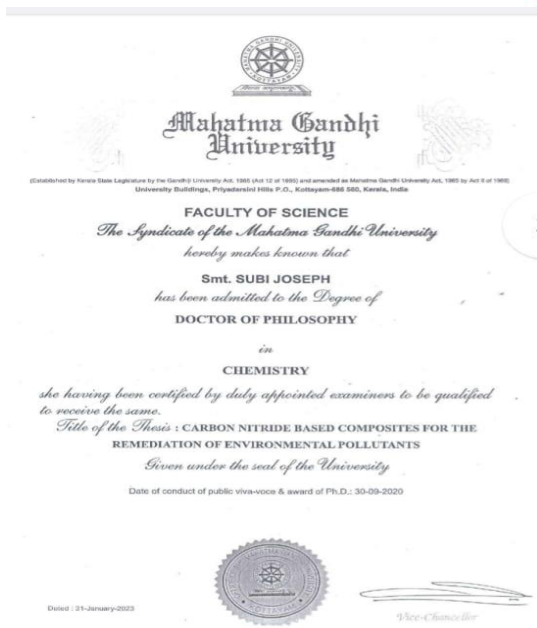 Mahatma Gandhi
University
(Established by Kerala State Legislature by the Gandhiji University Act, 1985 (Act 12 of 1985) and amended as Mahatma Gandhi University Act, 1985 by Act 9 of 1988)
University Buildings, Priyadarsini Hills P.O., Kottayam-686 560, Kerala, India
FACULTY OF SCIENCE
The Syndicate of the Mahatma Gandhi University
hereby makes known that
Smt. SUBI JOSEPH
has been admitted to the Degree of
DOCTOR OF PHILOSOPHY
in
CHEMISTRY
she having been certified by duly appointed examiners to be qualified
to receive the same.
Title of the Thesis : CARBON NITRIDE BASED COMPOSITES FOR THE
REMEDIATION OF ENVIRONMENTAL POLLUTANTS
Given under the seal of the University
Date of conduct of public viva-voce & award of Ph.D.: 30-09-2020
KOTTAYAM
Dated : 21-January-2023
Vice-Chancellor